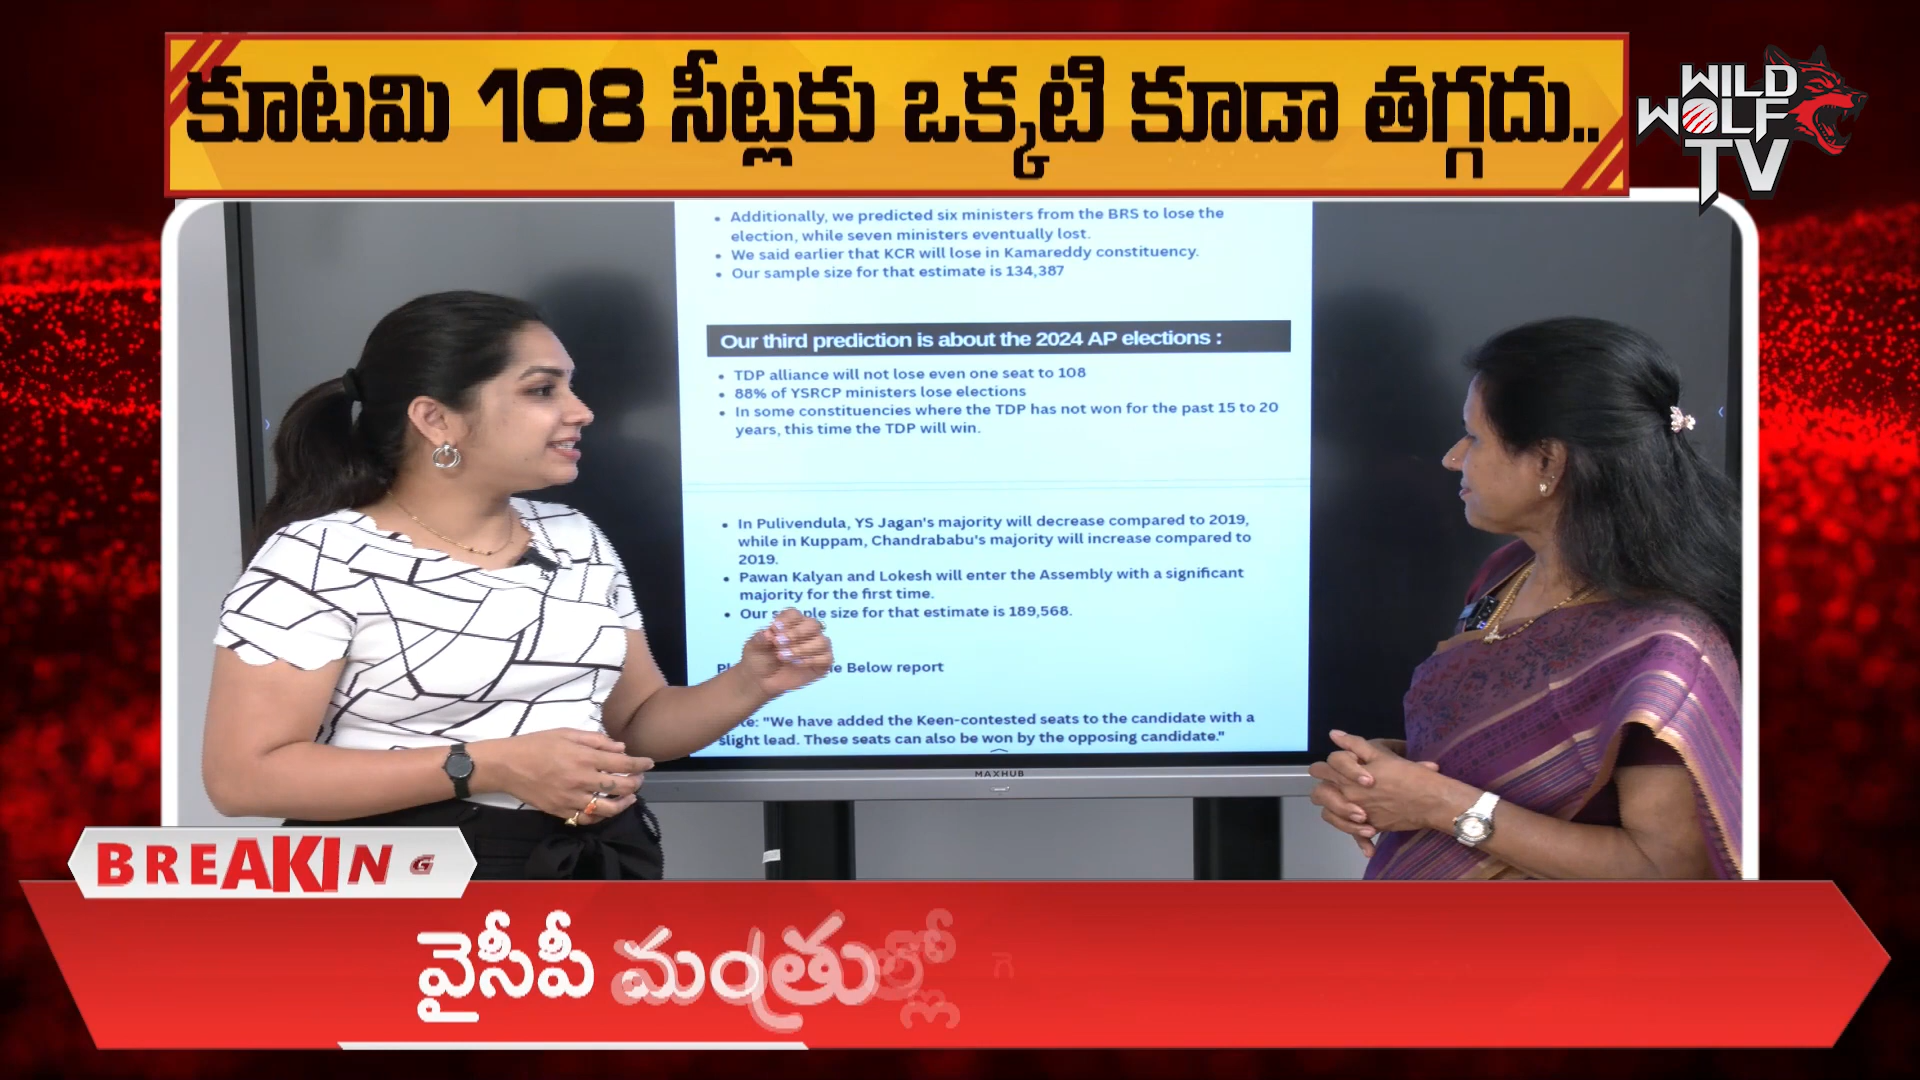 కూటమి 108 సీట్లకు ఒక్కటి కూడా తగ్గదు..
WILD
WOLF
TV
Additionally, we predicted six ministers from the BRS to lose the
election, while seven ministers eventually lost.
We said earlier that KCR will lose in Kamareddy constituency.
Our sample size for that estimate is 134,387
Our third prediction is about the 2024 AP elections :
TDP alliance will not lose even one seat to 108
88% of YSRCP ministers lose elections
In some constituencies where the TDP has not won for the past 15 to 20
years, this time the TDP will win.
In Pulivendula, YS Jagan's majority will decrease compared to 2019,
while in Kuppam, Chandrababu's majority will increase compared to
2019.
Pawan Kalyan and Lokesh will enter the Assembly with a significant
majority for the first time.
Our size for that estimate is 189,568.
Below report
"We have added the Keen-contested seats to the candidate with a
slight lead. These seats can also be won by the opposing candidate."
MAXHUB
BREAKING
వైసీపీ మంత్రుల్లో